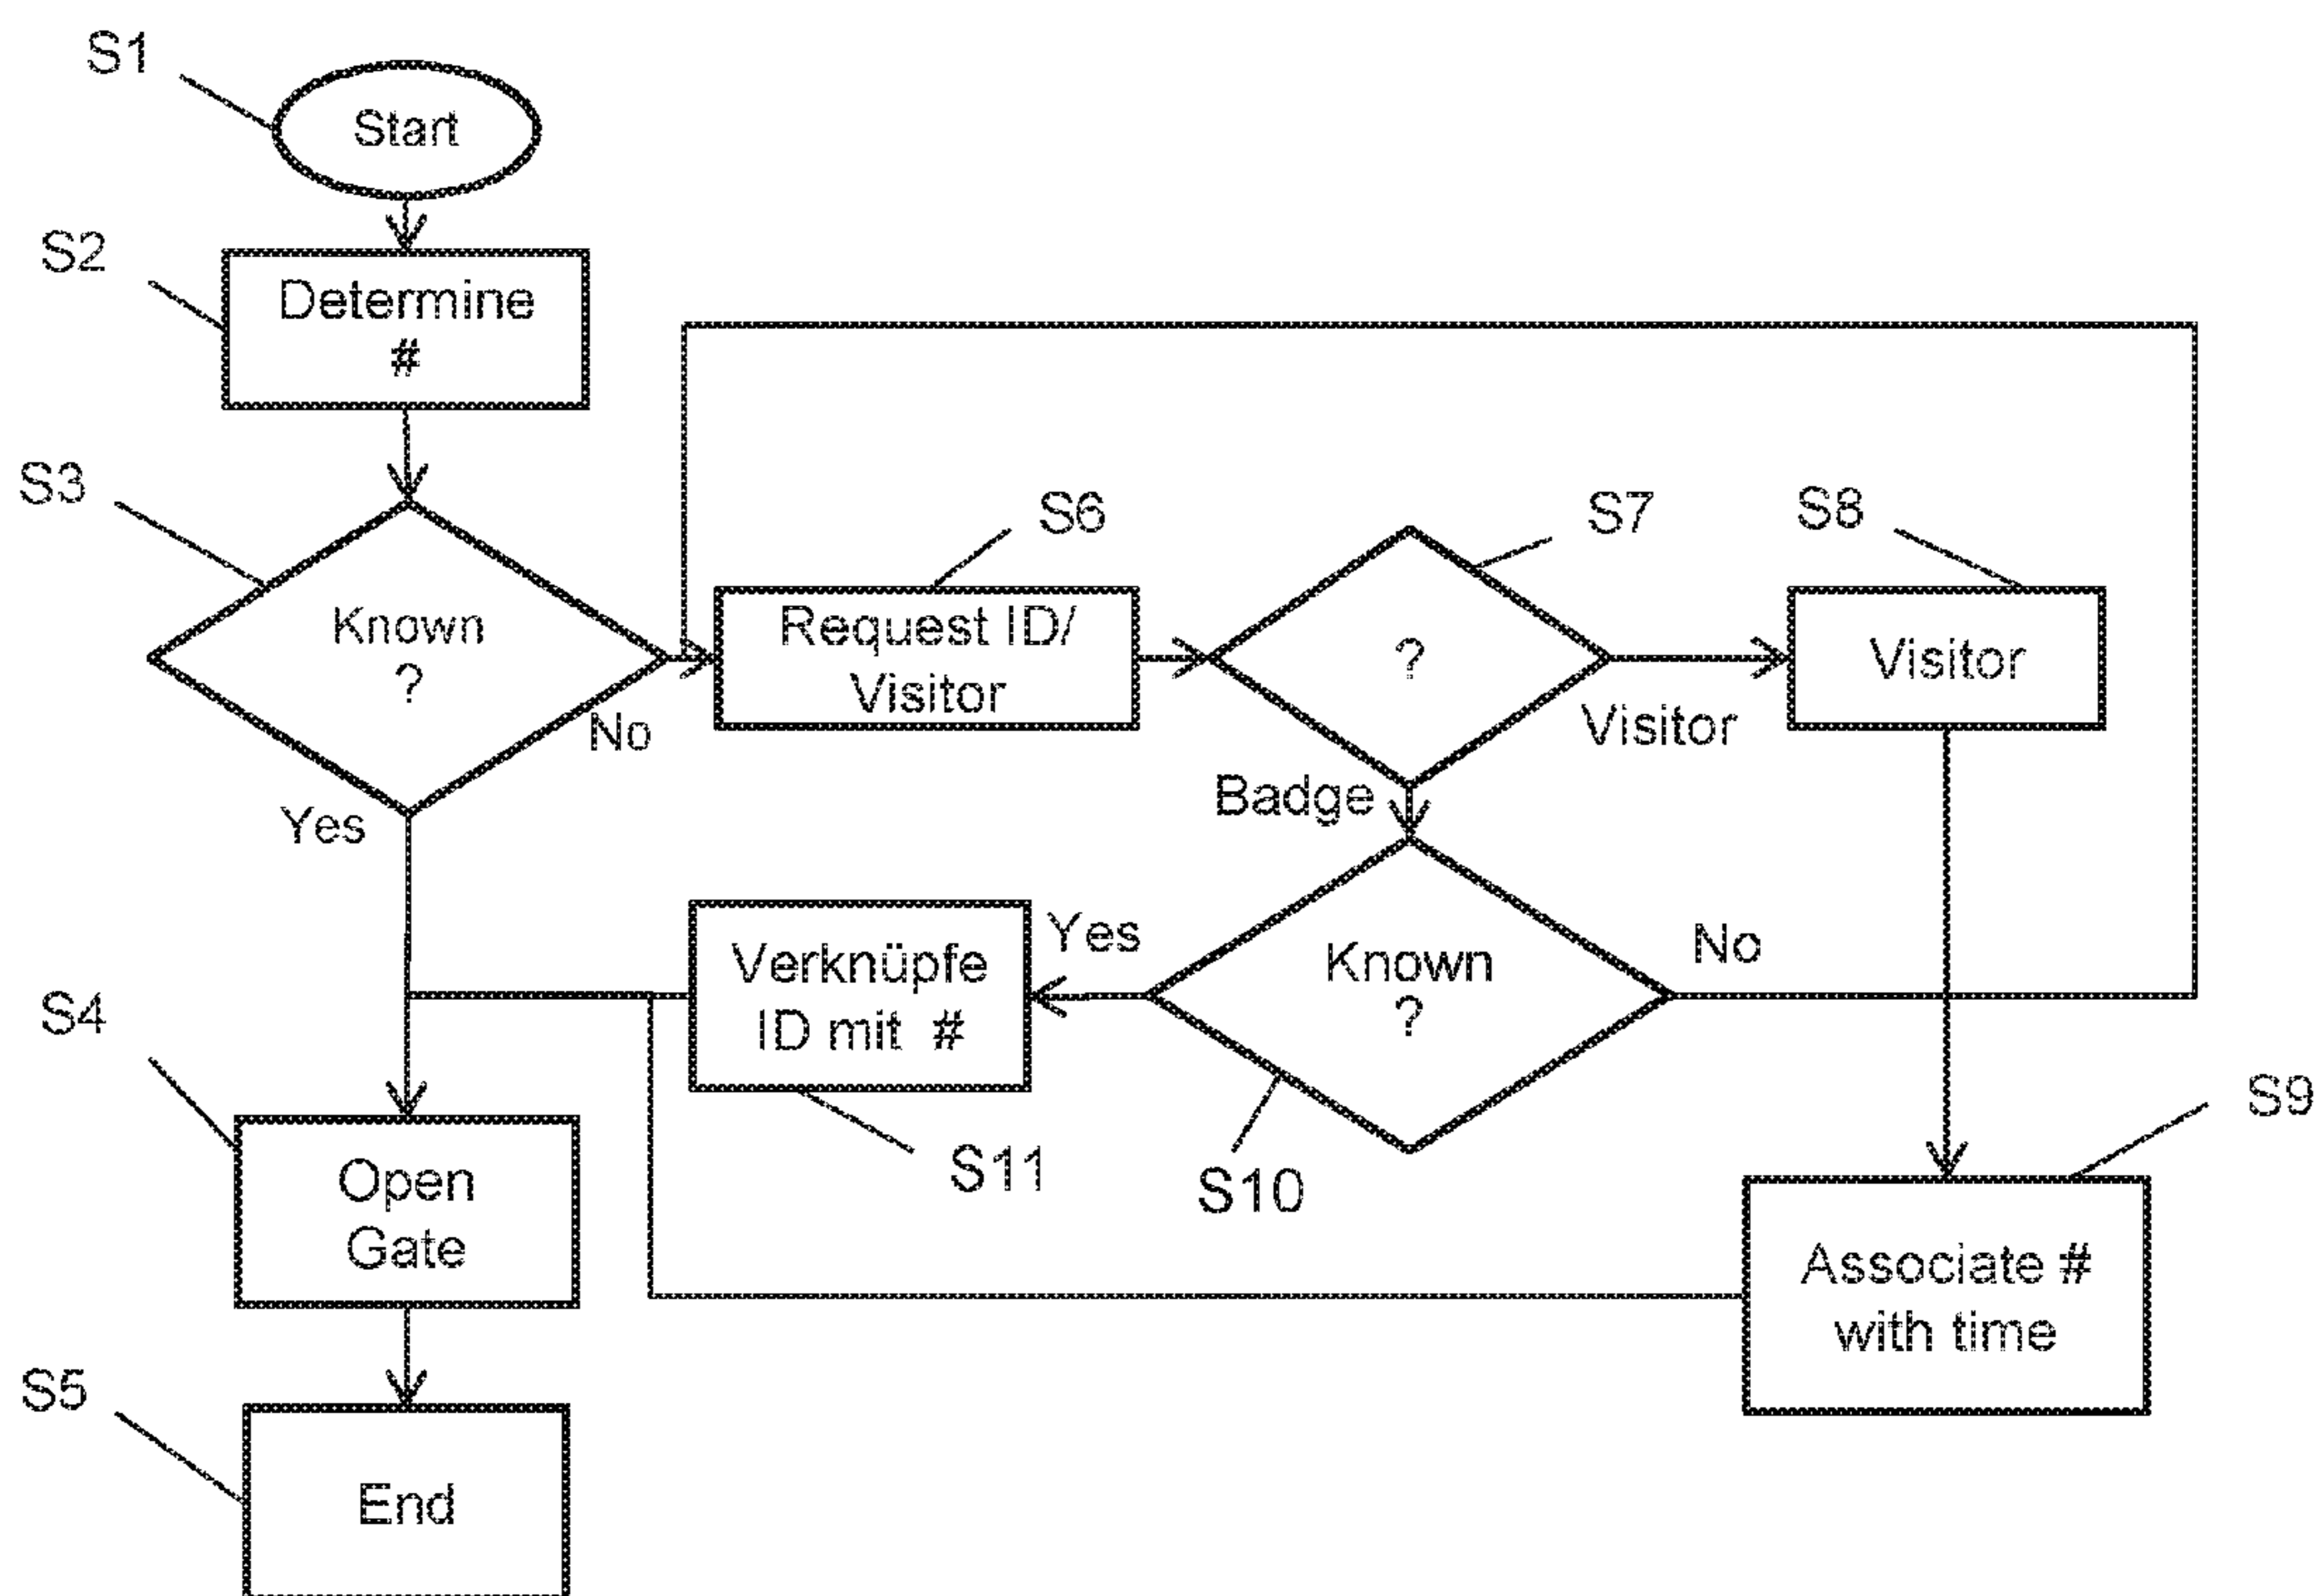 S1
Start
S2
Determine
#
S3
Known
?
No
Yes
S6
Request ID/
Visitor
S7
?
Visitor
Badge
S8
Visitor
Yes
Known
?
No
S10
Verknüpfe
ID mit #
S11
S9
Associate #
with time
S4
Open
Gate
S5
End